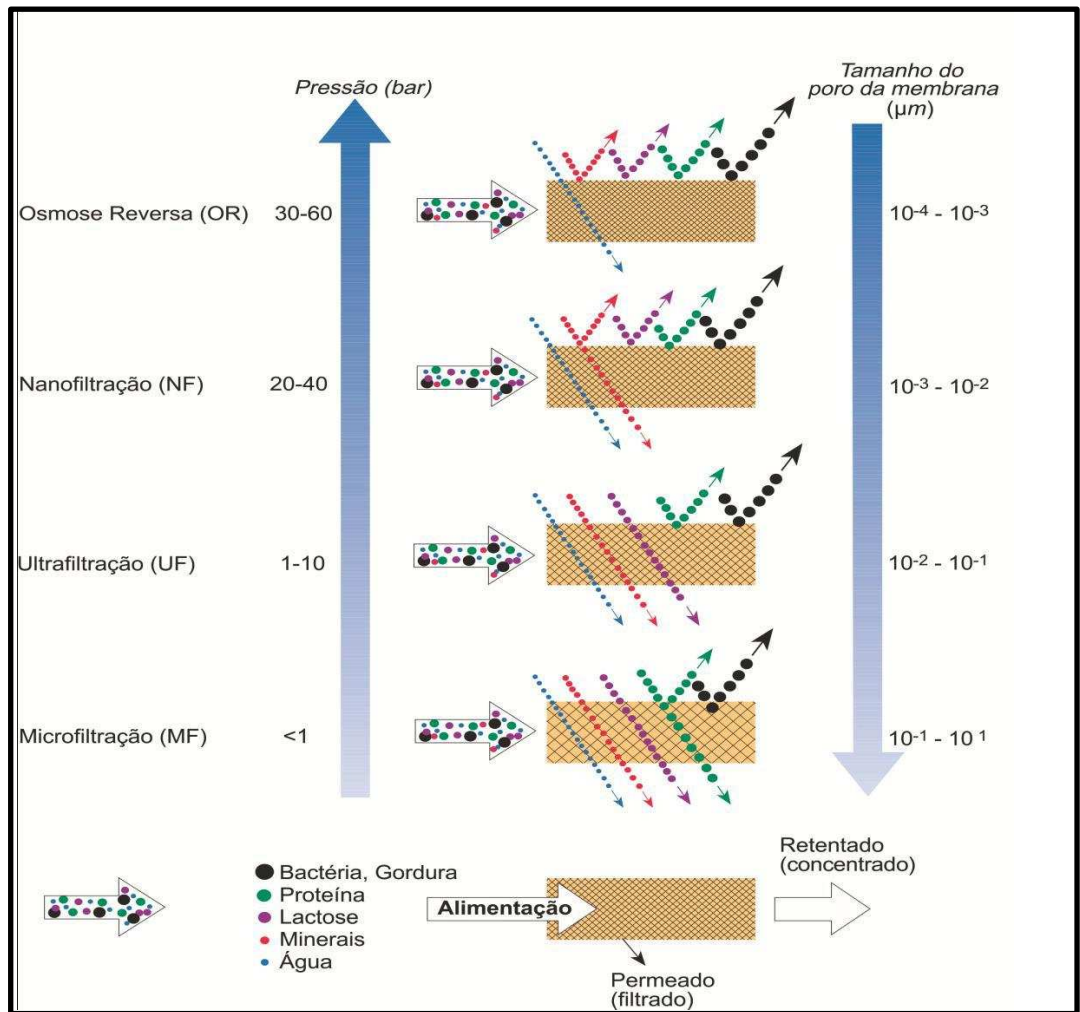 Pressão (bar)
Tamanho do
poro da membrana
(µm)
Osmose Reversa (OR) 30-60 10-4 - 10-3
Nanofiltração (NF) 20-40 10-3 - 10-2
Ultrafiltração (UF) 1-10 10-2 - 10-1
Microfiltração (MF) <1 10-1 - 10 1
Bactéria, Gordura
Proteína
Lactose
Minerais
Água
Alimentação
Retentado
(concentrado)
Permeado
(filtrado)